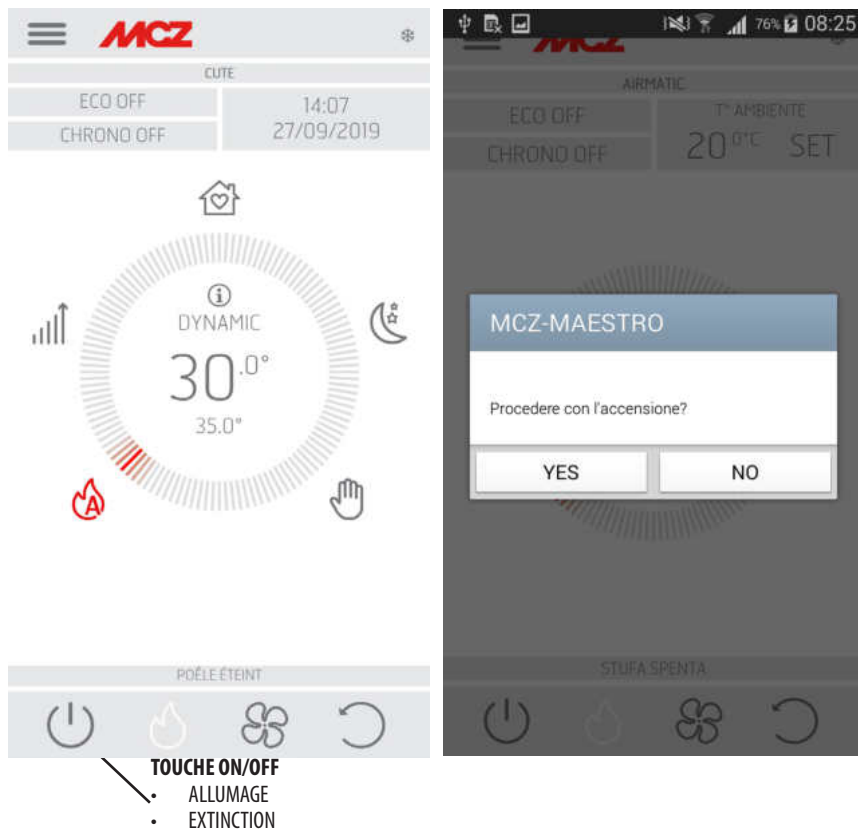 MCZ
CUTE
ECO OFF
CHRONO OFF
14:07
27/09/2019
DYNAMIC
30.0°
35.0°
A
POÊLE ÉTEINT
TOUCHE ON/OFF
• ALLUMAGE
• EXTINCTION
76% 08:25
MCZ
AIRMATIC
ECO OFF
CHRONO OFF
T° AMBIENTE
20 0°C SET
MCZ-MAESTRO
Procedere con l'accensione?
YES NO
STUFA SPENTA